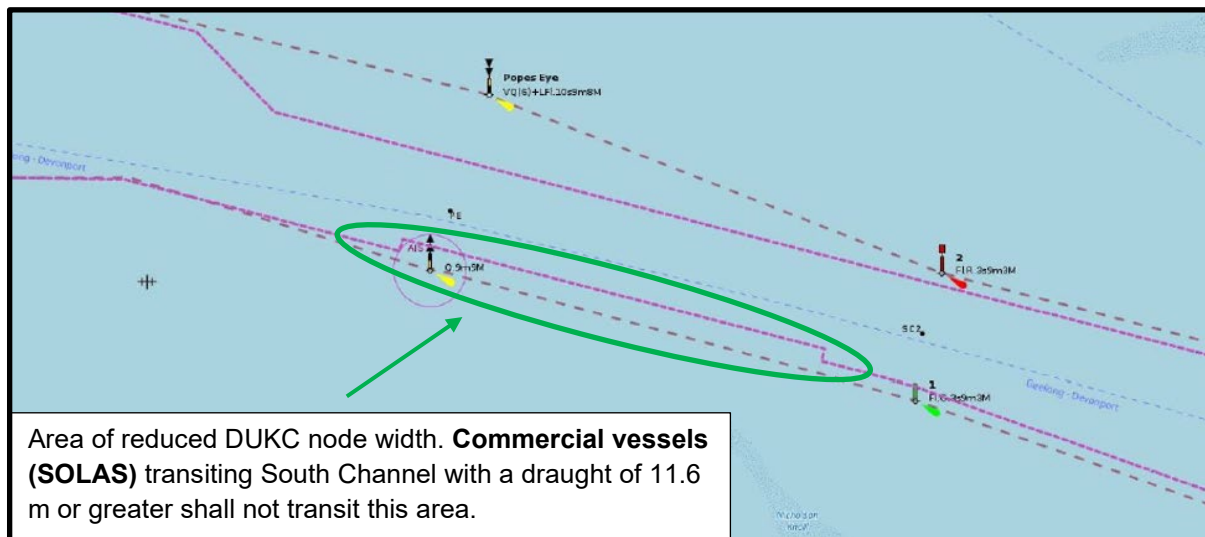 Popes Eye
VQ(6)+LFl.10s9m8M
Geelong - Devonport
PE
AIS
Q.9m5M
2
Fl.R.3s9m3M
SC2
1
Fl.G.3s9m3M
Geelong - Devonport
Area of reduced DUKC node width. Commercial vessels
(SOLAS) transiting South Channel with a draught of 11.6
m or greater shall not transit this area.